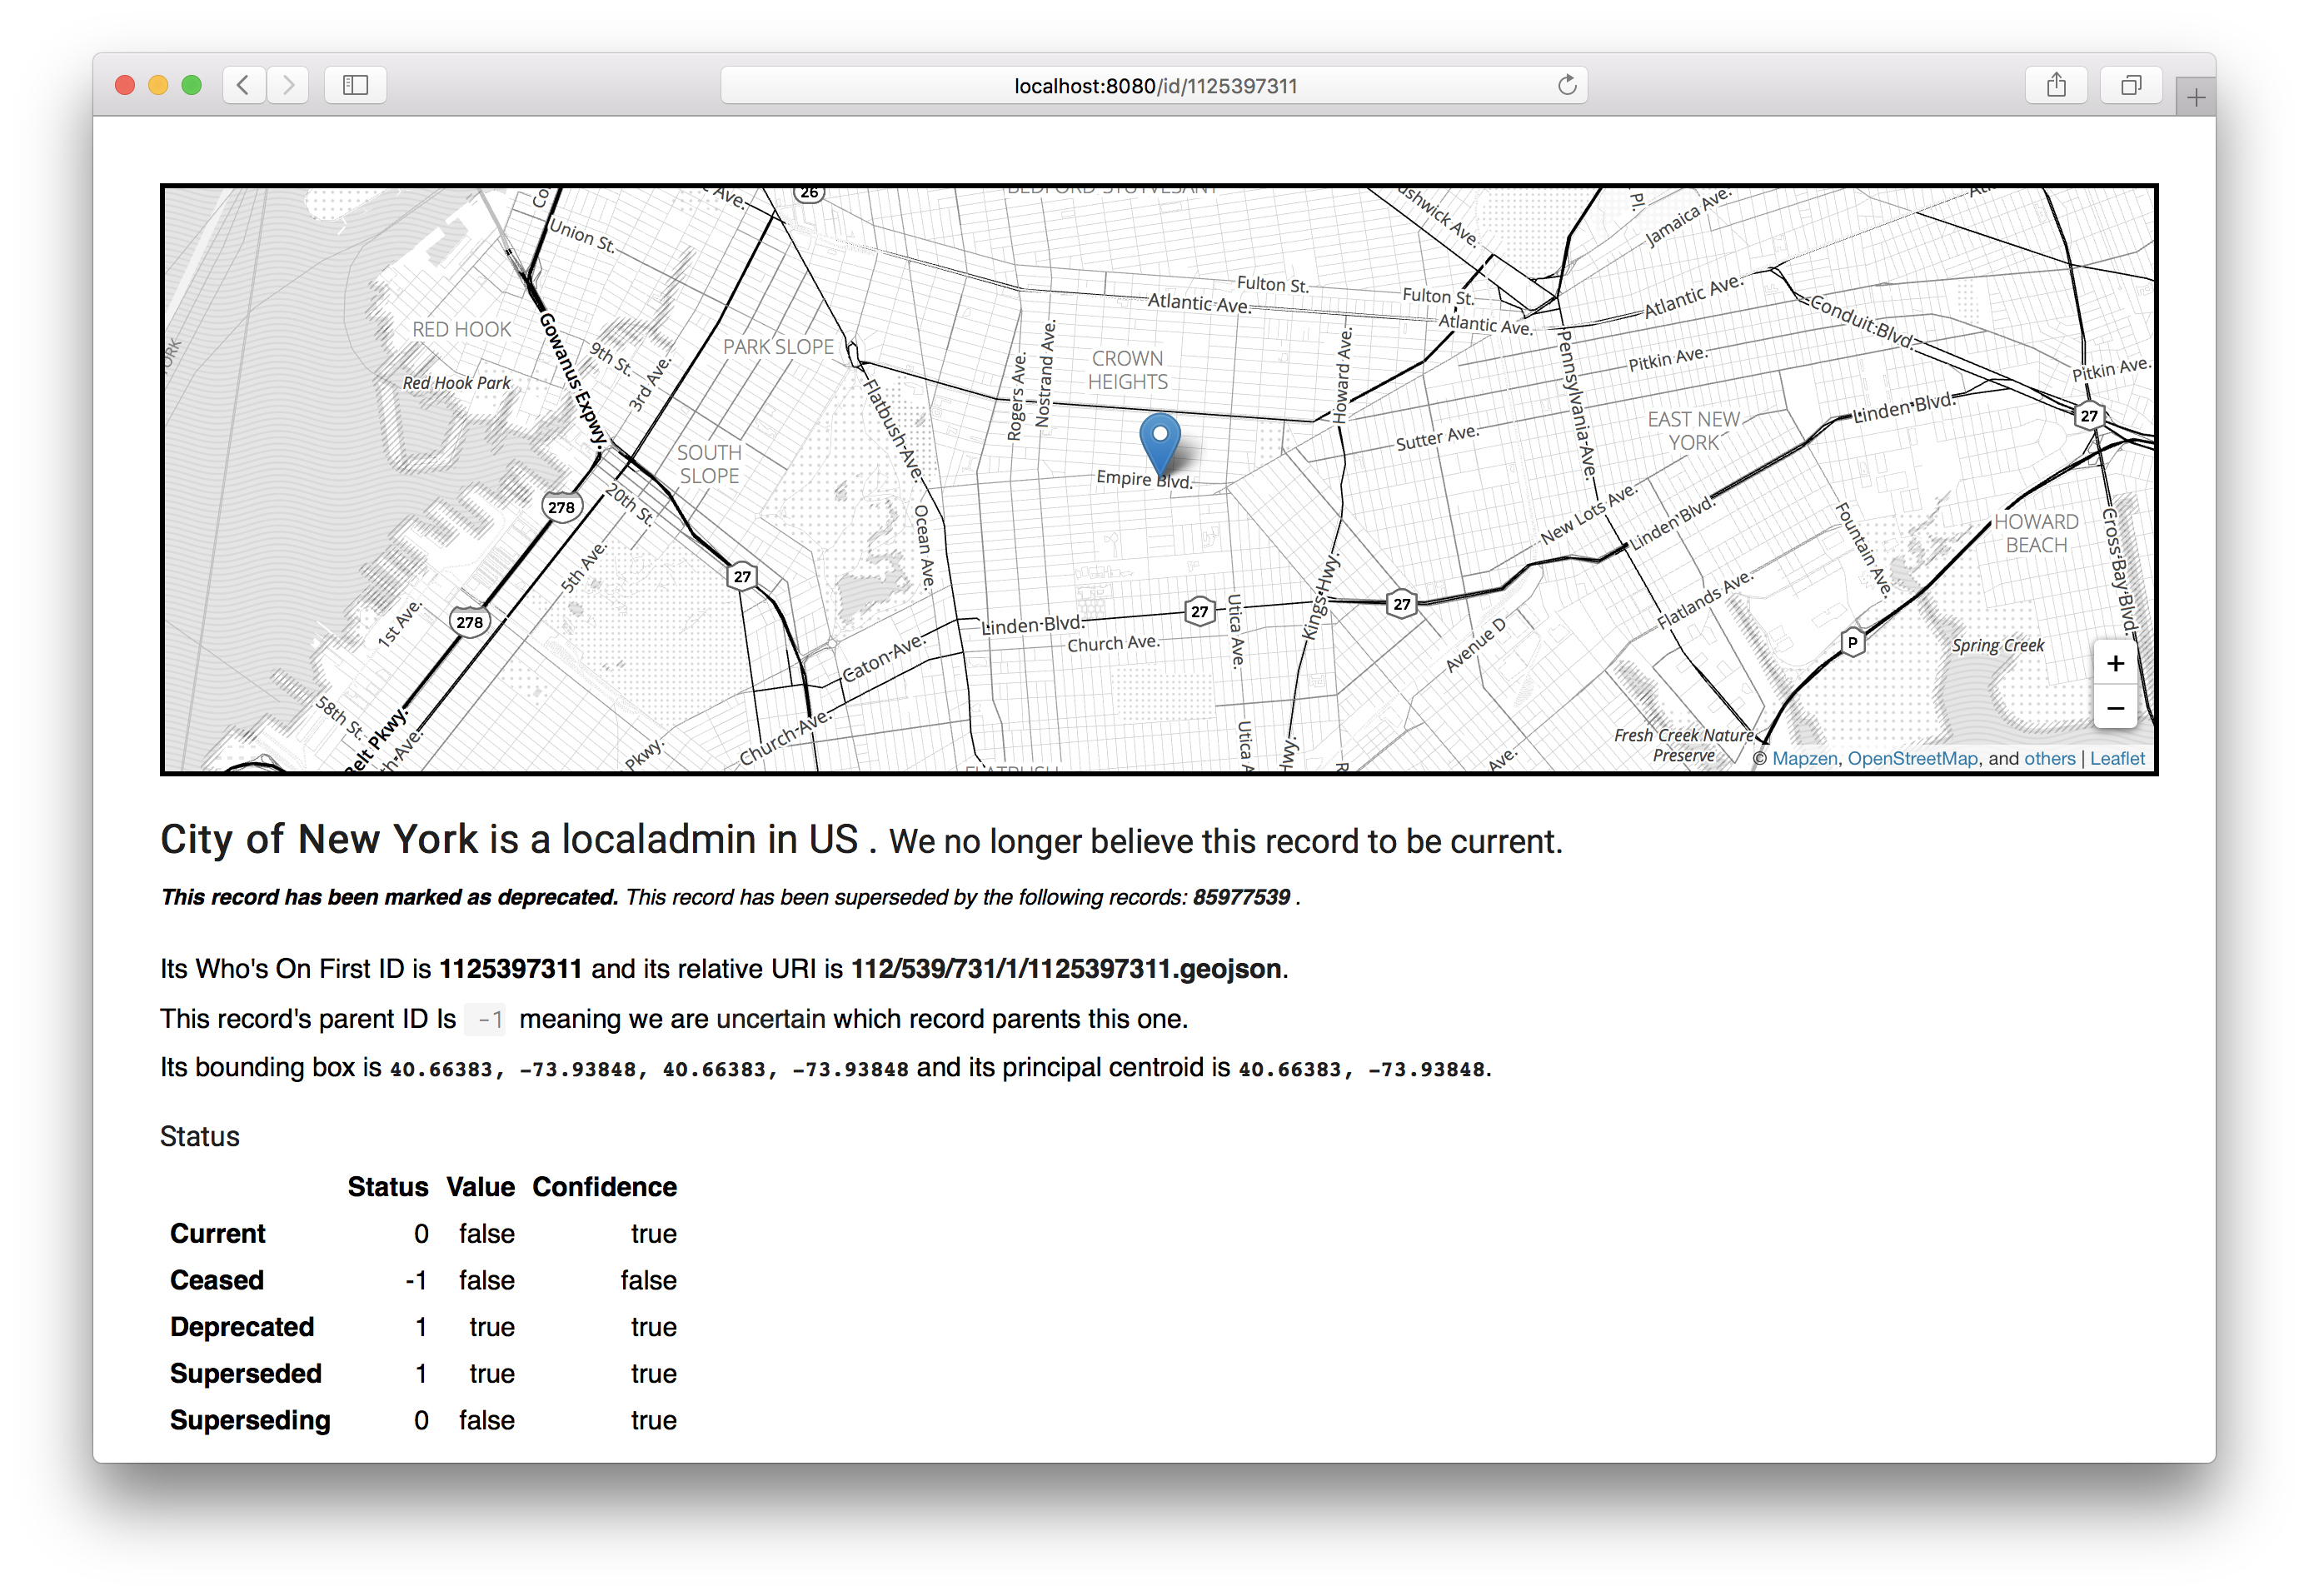 localhost:8080/id/1125397311
26
BEDFORD-STUYVESANT
Union St.
Jamaica Ave.
Pl.
Fulton St.
Atlantic Ave.
Fulton St.
Atlantic Ave.
Atlantic Ave.
Conduit Blvd.
RED HOOK
Gowanus Expwy.
9th St.
3rd Ave.
PARK SLOPE
CROWN
HEIGHTS
Rogers Ave.
Nostrand Ave.
Howard Ave.
Pennsylvania Ave.
Pitkin Ave.
Pitkin Ave.
Red Hook Park
Flatbush Ave.
Linden Blvd.
27
EAST NEW
YORK
Sutter Ave.
SOUTH
SLOPE
Empire Blvd.
20th St.
278
Ocean Ave.
New Lots Ave.
Linden Blvd.
Fountain Ave.
HOWARD
BEACH
Cross Bay Blvd.
5th Ave.
27
278
1st Ave.
Linden Blvd.
27
Utica Ave.
Kings Hwy.
27
Flatlands Ave.
Church Ave.
Caton Ave.
Avenue D
P
Spring Creek
+
−
58th St.
Belt Pkwy.
Church Ave.
Pkwy.
FLATBUSH
Ave.
Fresh Creek Nature
Preserve
© Mapzen, OpenStreetMap, and others | Leaflet
City of New York is a localadmin in US . We no longer believe this record to be current.
This record has been marked as deprecated. This record has been superseded by the following records: 85977539 .
Its Who's On First ID is 1125397311 and its relative URI is 112/539/731/1/1125397311.geojson.
This record's parent ID Is -1 meaning we are uncertain which record parents this one.
Its bounding box is 40.66383, -73.93848, 40.66383, -73.93848 and its principal centroid is 40.66383, -73.93848.
Status
Status Value Confidence
Current 0 false true
Ceased -1 false false
Deprecated 1 true true
Superseded 1 true true
Superseding 0 false true